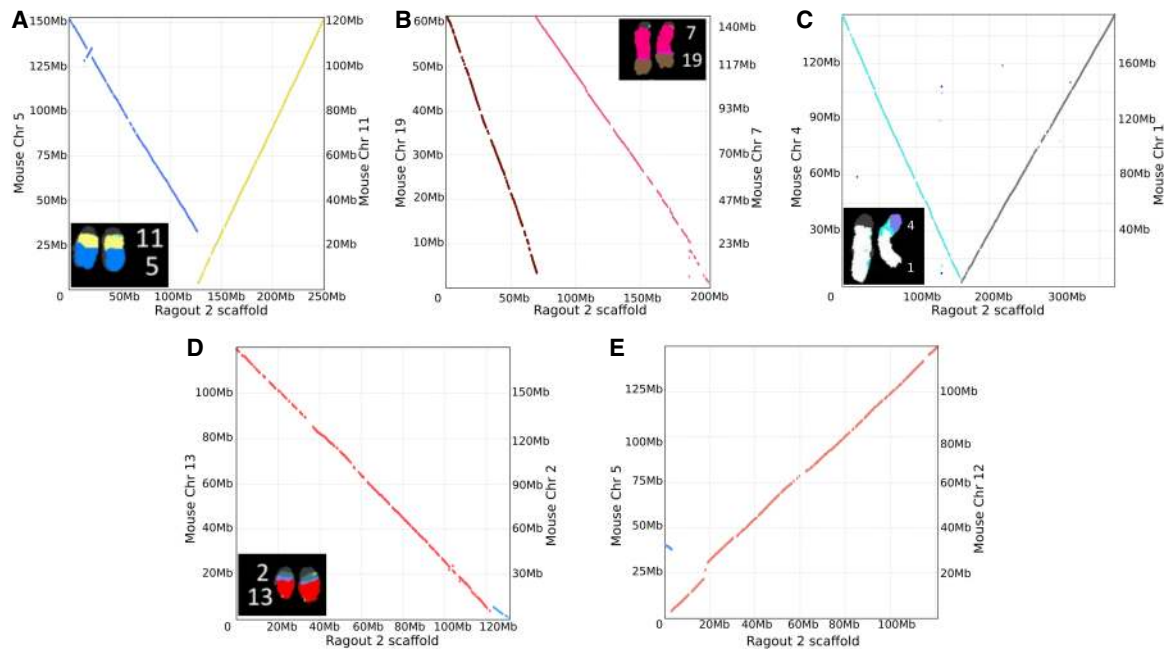 A
150Mb
125Mb
100Mb
75Mb
50Mb
25Mb
Mouse Chr 5
120Mb
100Mb
80Mb
60Mb
40Mb
20Mb
Mouse Chr 11
11
5
0 50Mb 100Mb 150Mb 200Mb 250Mb
Ragout 2 scaffold
B
60Mb
50Mb
40Mb
30Mb
20Mb
10Mb
Mouse Chr 19
140Mb
117Mb
93Mb
70Mb
47Mb
23Mb
Mouse Chr 7
7
19
0 50Mb 100Mb 150Mb 200Mb
Ragout 2 scaffold
C
120Mb
90Mb
60Mb
30Mb
Mouse Chr 4
160Mb
120Mb
80Mb
40Mb
Mouse Chr 1
4
1
0 100Mb 200Mb 300Mb
Ragout 2 scaffold
D
100Mb
80Mb
60Mb
40Mb
20Mb
Mouse Chr 13
150Mb
120Mb
90Mb
60Mb
30Mb
Mouse Chr 2
2
13
0 20Mb 40Mb 60Mb 80Mb 100Mb 120Mb
Ragout 2 scaffold
E
125Mb
100Mb
75Mb
50Mb
25Mb
Mouse Chr 5
100Mb
80Mb
60Mb
40Mb
20Mb
Mouse Chr 12
0 20Mb 40Mb 60Mb 80Mb 100Mb
Ragout 2 scaffold